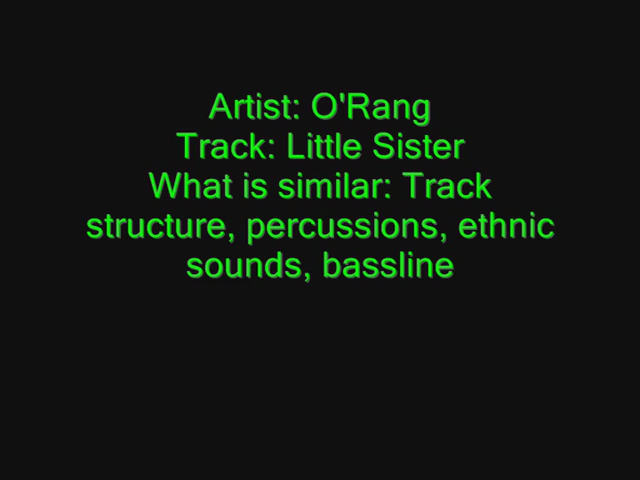 Artist: O'Rang
Track: Little Sister
What is similar: Track
structure, percussions, ethnic
sounds, bassline